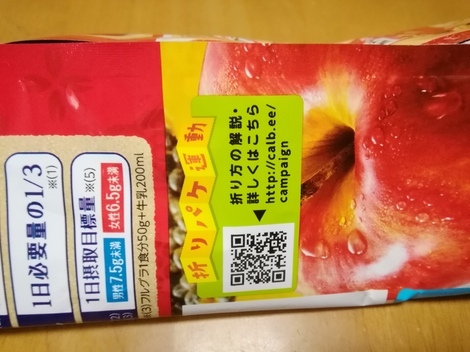 1日必要量の1/3
※(1)
1日摂取目標量
※(5)
男性7.5g未満
女性6.5g未満
(3)フルグラ1食分50g+牛乳200ml
折りパケ運動
折り方の解説・
詳しくはこちら
http://calb.ee/
campaign